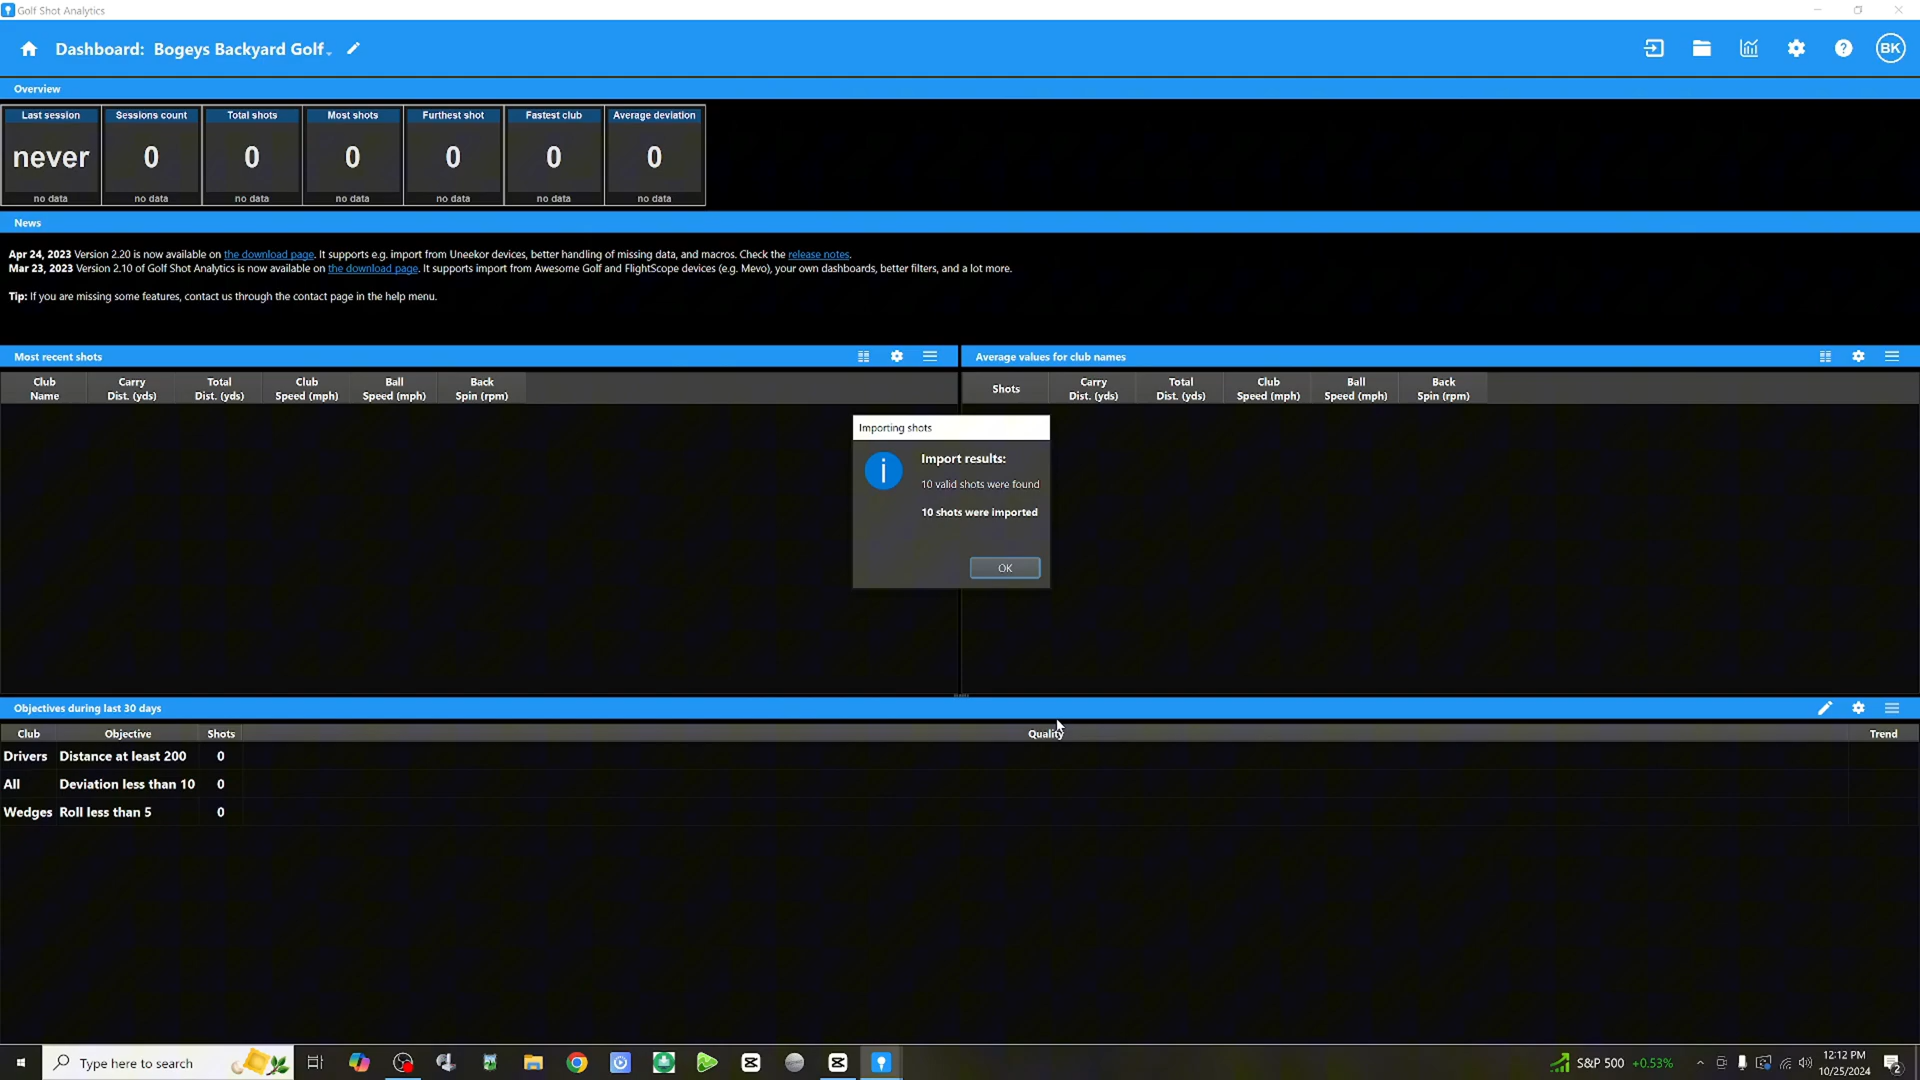 Golf Shot Analytics
Dashboard: Bogeys Backyard Golf
BK
Overview
Last session Sessions count Total shots Most shots Furthest shot Fastest club Average deviation
never 0 0 0 0 0 0
no data no data no data no data no data no data no data
News
Apr 24, 2023 Version 2.20 is now available on the download page. It supports e.g. import from Uneekor devices, better handling of missing data, and macros. Check the release notes.
Mar 23, 2023 Version 2.10 of Golf Shot Analytics is now available on the download page. It supports import from Awesome Golf and FlightScope devices (e.g. Mevo), your own dashboards, better filters, and a lot more.
Tip: If you are missing some features, contact us through the contact page in the help menu.
Most recent shots
Club Carry Total Club Ball Back
Name Dist. (yds) Dist. (yds) Speed (mph) Speed (mph) Spin (rpm)
Average values for club names
Shots Carry Total Club Ball Back
Dist. (yds) Dist. (yds) Speed (mph) Speed (mph) Spin (rpm)
Importing shots
Import results:
10 valid shots were found
10 shots were imported
OK
Objectives during last 30 days
Club Objective Shots Quality Trend
Drivers Distance at least 200 0
All Deviation less than 10 0
Wedges Roll less than 5 0
Type here to search
S&P 500 +0.53%
12:12 PM
10/25/2024
2